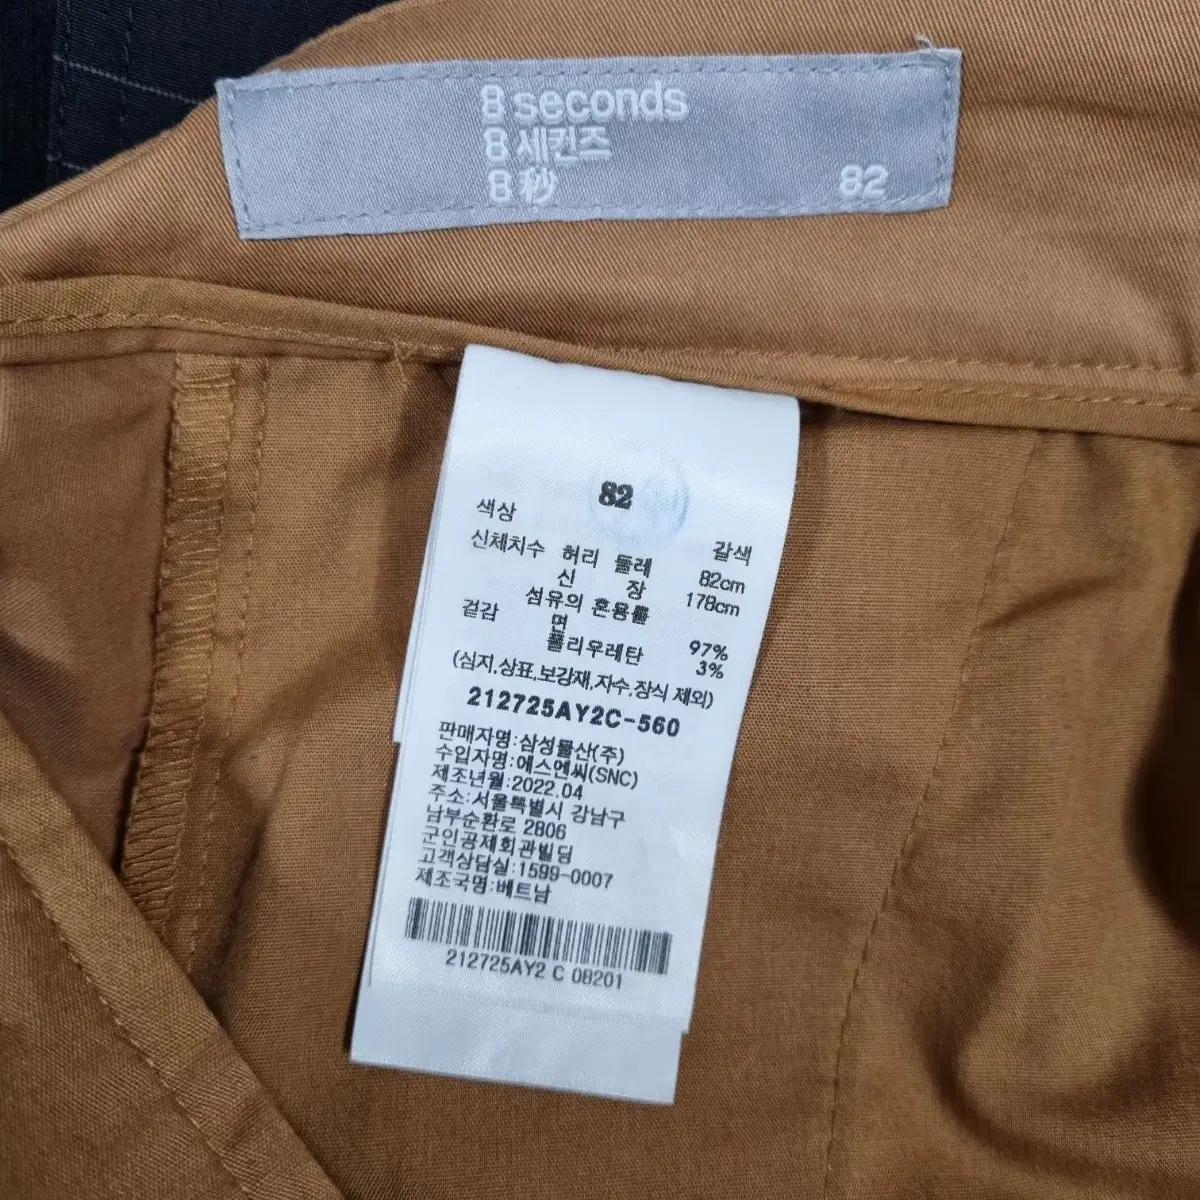 8 seconds
8 세컨즈
8 秒
82
82
색상 갈색
신체치수 허리 둘레 82cm
신 장 178cm
섬유의 혼용률
겉감 면 97%
폴리우레탄 3%
(심지,상표,보강재,자수,장식 제외)
212725AY2C-560
판매자명:삼성물산(주)
수입자명:에스엔씨(SNC)
제조년월:2022.04
주소:서울특별시 강남구
남부순환로 2806
군인공제회관빌딩
고객상담실:1599-0007
제조국명:베트남
212725AY2 C 08201